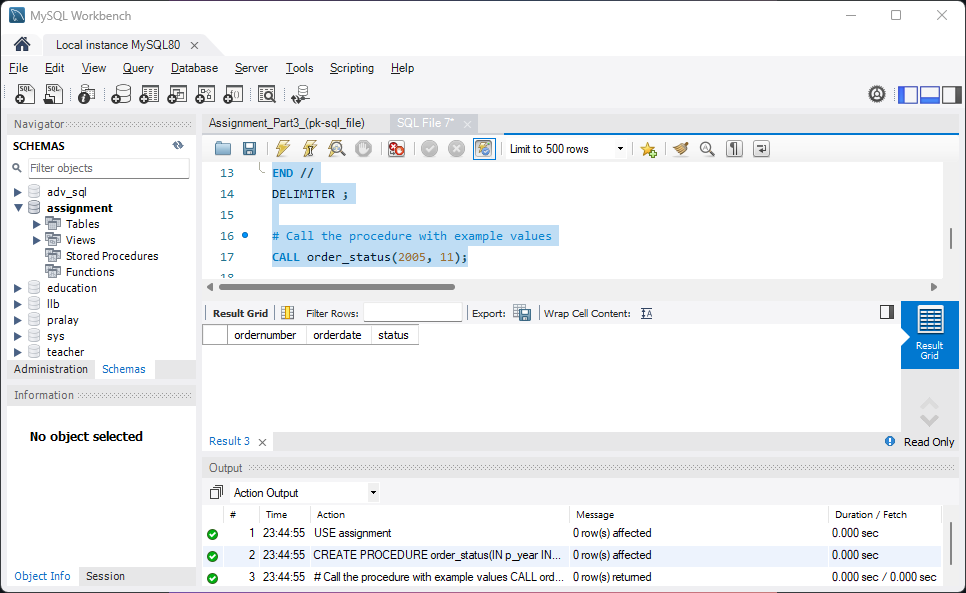 MySQL Workbench
Local instance MySQL80
File Edit View Query Database Server Tools Scripting Help
Navigator
SCHEMAS
Filter objects
adv_sql
assignment
Tables
Views
Stored Procedures
Functions
education
llb
pralay
sys
teacher
Administration Schemas
Information
No object selected
Object Info Session
Assignment_Part3_(pk-sql_file) SQL File 7*
Limit to 500 rows
13 END //
14 DELIMITER ;
15
16 # Call the procedure with example values
17 CALL order_status(2005, 11);
18
Result Grid Filter Rows: Export: Wrap Cell Content: IA
ordernumber orderdate status
Result Grid
Result 3
Read Only
Output
Action Output
# Time Action Message Duration / Fetch
1 23:44:55 USE assignment 0 row(s) affected 0.000 sec
2 23:44:55 CREATE PROCEDURE order_status(IN p_year IN... 0 row(s) affected 0.000 sec
3 23:44:55 # Call the procedure with example values CALL ord... 0 row(s) returned 0.000 sec / 0.000 sec